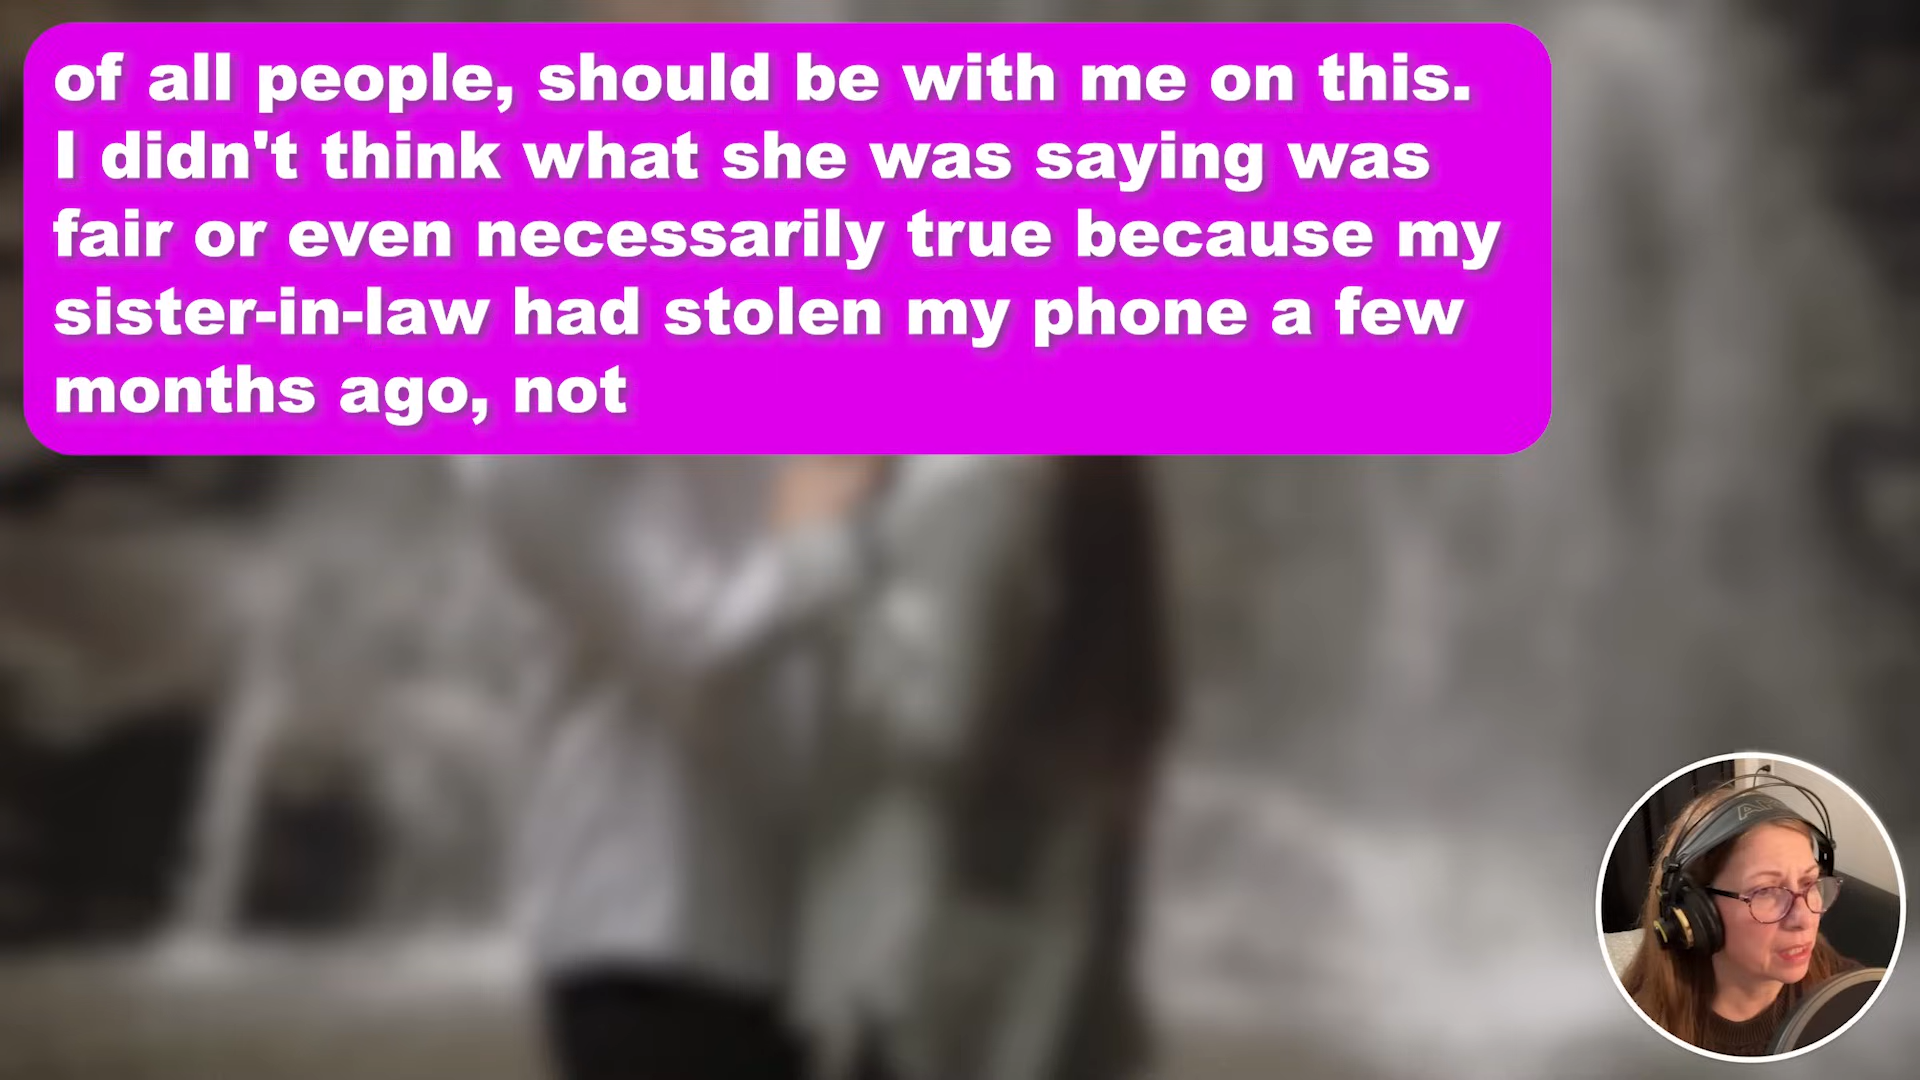 of all people, should be with me on this.
I didn't think what she was saying was
fair or even necessarily true because my
sister-in-law had stolen my phone a few
months ago, not